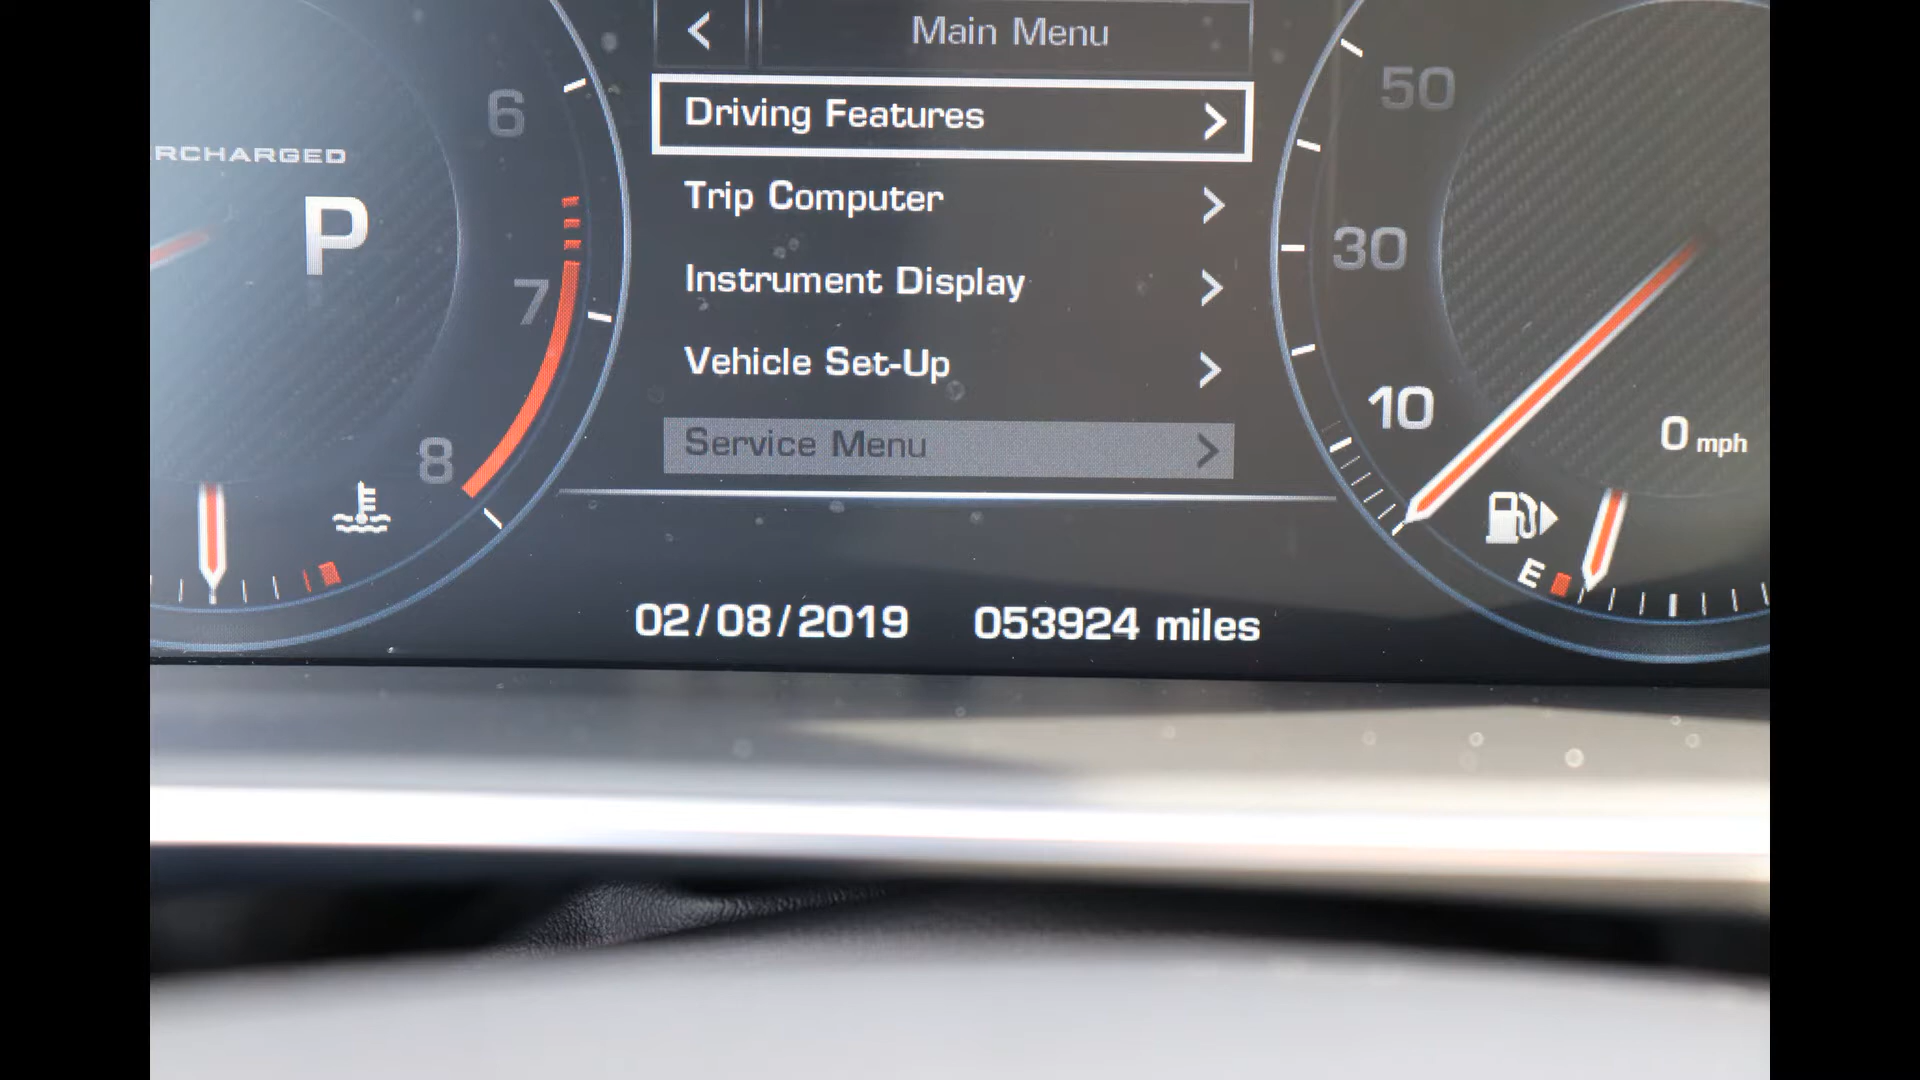 Main Menu
Driving Features
Trip Computer
Instrument Display
Vehicle Set-Up
Service Menu
6
RCHARGED
P
7
8
50
30
10
0 mph
E
02/08/2019 053924 miles